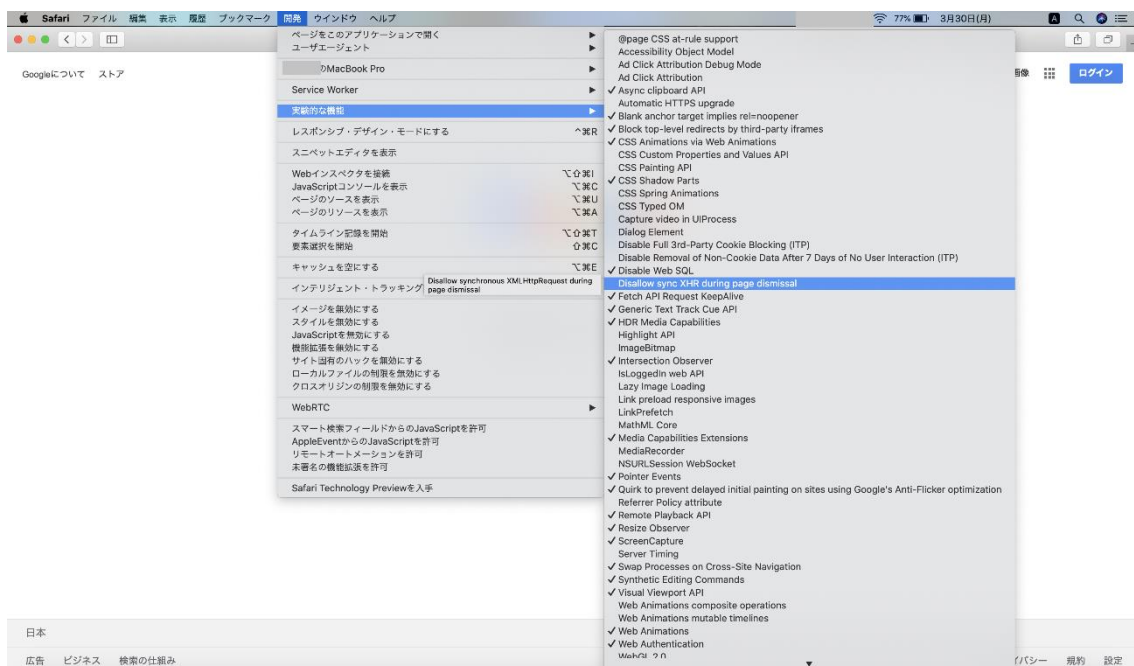 Safari ファイル 編集 表示 履歴 ブックマーク 開発 ウインドウ ヘルプ 77% 3月30日(月) A
Googleについて ストア
画像
ログイン
ページをこのアプリケーションで開く
ユーザエージェント
のMacBook Pro
Service Worker
実験的な機能
レスポンシブ・デザイン・モードにする ^⌘R
スニペットエディタを表示
Webインスペクタを接続 ⌥⇧⌘I
JavaScriptコンソールを表示 ⌥⌘C
ページのソースを表示 ⌥⌘U
ページのリソースを表示 ⌥⌘A
タイムライン記録を開始 ⌥⇧⌘T
要素選択を開始 ⇧⌘C
キャッシュを空にする ⌥⌘E
インテリジェント・トラッキング
Disallow synchronous XMLHttpRequest during
page dismissal
イメージを無効にする
スタイルを無効にする
JavaScriptを無効にする
機能拡張を無効にする
サイト固有のハックを無効にする
ローカルファイルの制限を無効にする
クロスオリジンの制限を無効にする
WebRTC
スマート検索フィールドからのJavaScriptを許可
AppleEventからのJavaScriptを許可
リモートオートメーションを許可
未署名の機能拡張を許可
Safari Technology Previewを入手
@page CSS at-rule support
Accessibility Object Model
Ad Click Attribution Debug Mode
Ad Click Attribution
✓ Async clipboard API
Automatic HTTPS upgrade
✓ Blank anchor target implies rel=noopener
✓ Block top-level redirects by third-party iframes
✓ CSS Animations via Web Animations
CSS Custom Properties and Values API
CSS Painting API
✓ CSS Shadow Parts
CSS Spring Animations
CSS Typed OM
Capture video in UIProcess
Dialog Element
Disable Full 3rd-Party Cookie Blocking (ITP)
Disable Removal of Non-Cookie Data After 7 Days of No User Interaction (ITP)
✓ Disable Web SQL
Disallow sync XHR during page dismissal
✓ Fetch API Request KeepAlive
✓ Generic Text Track Cue API
✓ HDR Media Capabilities
Highlight API
ImageBitmap
✓ Intersection Observer
IsLoggedIn web API
Lazy Image Loading
Link preload responsive images
LinkPrefetch
MathML Core
✓ Media Capabilities Extensions
MediaRecorder
NSURLSession WebSocket
✓ Pointer Events
✓ Quirk to prevent delayed initial painting on sites using Google's Anti-Flicker optimization
Referrer Policy attribute
✓ Remote Playback API
✓ Resize Observer
✓ ScreenCapture
Server Timing
✓ Swap Processes on Cross-Site Navigation
✓ Synthetic Editing Commands
✓ Visual Viewport API
Web Animations composite operations
Web Animations mutable timelines
✓ Web Animations
✓ Web Authentication
WebGL 2.0
日本
広告 ビジネス 検索の仕組み
イバシー 規約 設定